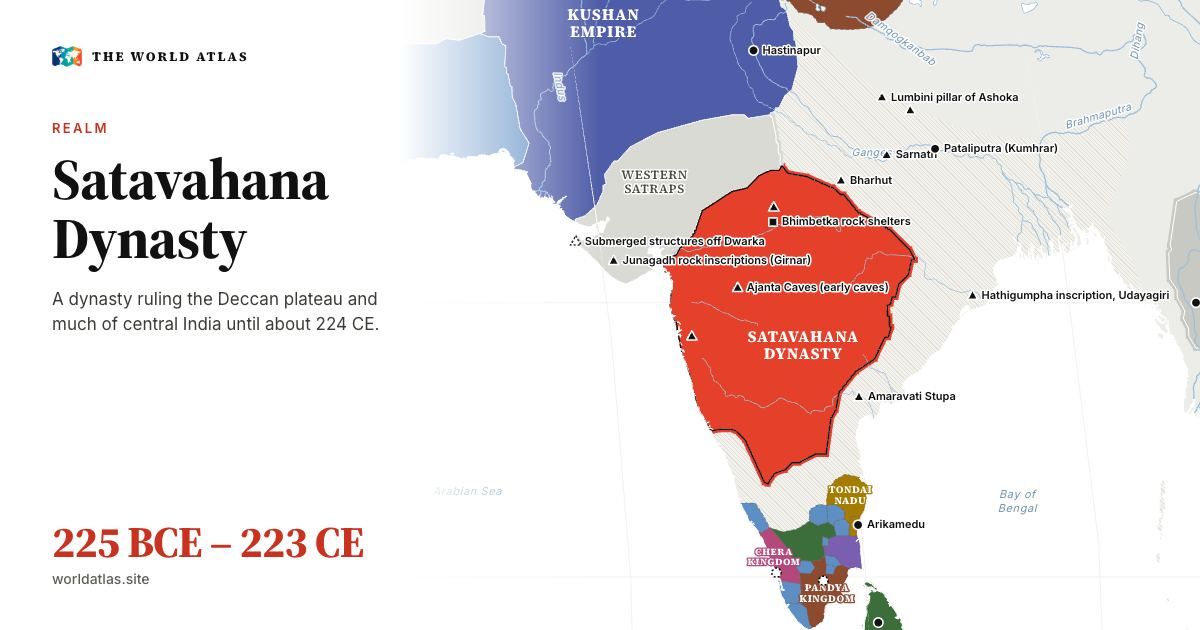 THE WORLD ATLAS
REALM
Satavahana
Dynasty
A dynasty ruling the Deccan plateau and
much of central India until about 224 CE.
225 BCE – 223 CE
worldatlas.site
KUSHAN
EMPIRE
Hastinapur
Damqogkanbab
Dinang
Indus
Lumbini pillar of Ashoka
Brahmaputra
Ganges
Sarnath
Pataliputra (Kumhrar)
WESTERN
SATRAPS
Bharhut
Bhimbetka rock shelters
Submerged structures off Dwarka
Junagadh rock inscriptions (Girnar)
Ajanta Caves (early caves)
Hathigumpha inscription, Udayagiri
SATAVAHANA
DYNASTY
Amaravati Stupa
Arabian Sea
Bay of
Bengal
TONDAI
NADU
Arikamedu
CHERA
KINGDOM
PANDYA
KINGDOM